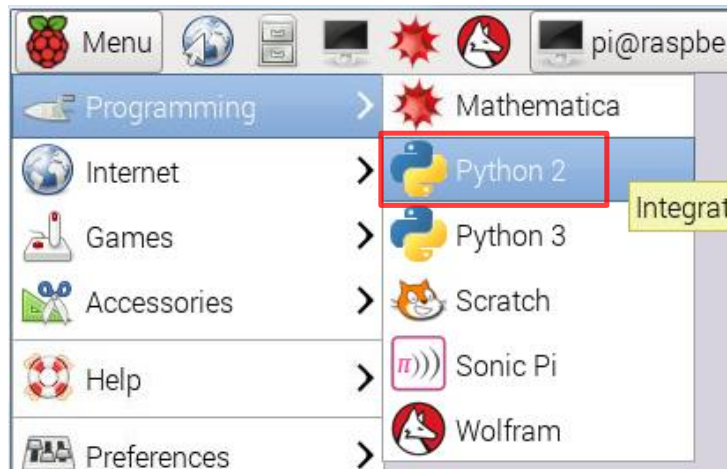 Menu
pi@raspbe
Programming
Mathematica
Internet
Python 2
Integrat
Games
Python 3
Accessories
Scratch
Help
π)))
Sonic Pi
Preferences
Wolfram